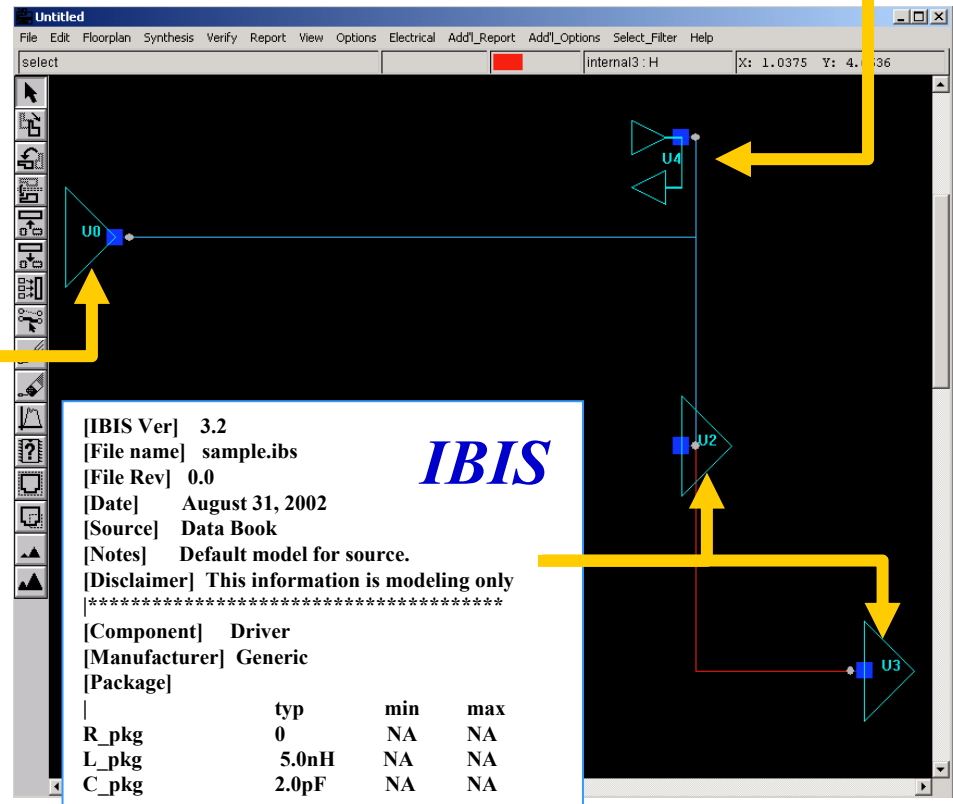 Untitled
File Edit Floorplan Synthesis Verify Report View Options Electrical Add'l_Report Add'l_Options Select_Filter Help
select internal3 : H X: 1.0375 Y:
U4
U0
U2
U3
IBIS
[IBIS Ver] 3.2
[File name] sample.ibs
[File Rev] 0.0
[Date] August 31, 2002
[Source] Data Book
[Notes] Default model for source.
[Disclaimer] This information is modeling only
|***************************************
[Component] Driver
[Manufacturer] Generic
[Package]
| typ min max
R_pkg 0 NA NA
L_pkg 5.0nH NA NA
C_pkg 2.0pF NA NA